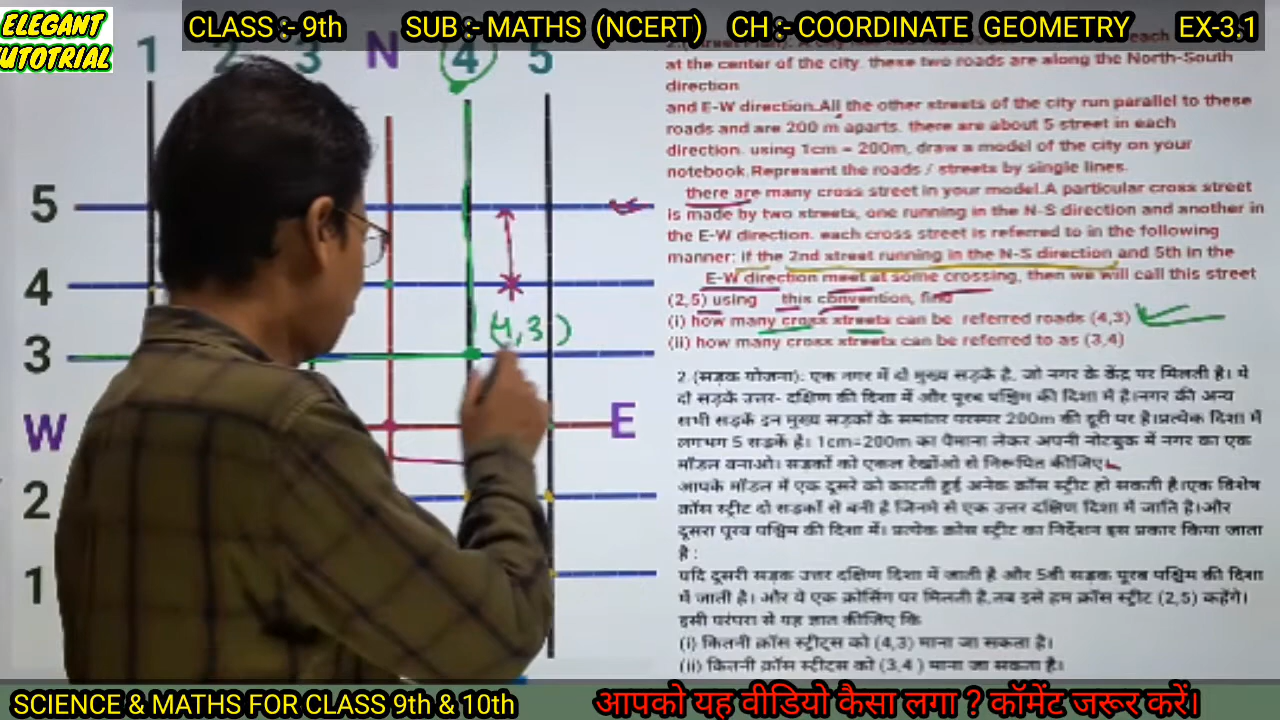 ELEGANT
TUTOTRIAL
CLASS :- 9th SUB :- MATHS (NCERT) CH :- COORDINATE GEOMETRY EX-3.1
1 2 3 N 4 5
5
4
3
W E
2
1
(4,3)
each
at the center of the city. these two roads are along the North-South
direction
and E-W direction.All the other streets of the city run parallel to these
roads and are 200 m aparts. there are about 5 street in each
direction. using 1cm = 200m, draw a model of the city on your
notebook.Represent the roads / streets by single lines.
there are many cross street in your model.A particular cross street
is made by two streets, one running in the N-S direction and another in
the E-W direction. each cross street is referred to in the following
manner: if the 2nd street running in the N-S direction and 5th in the
E-W direction meet at some crossing, then we will call this street
(2,5) using this convention, find
(i) how many cross streets can be referred roads (4,3)
(ii) how many cross streets can be referred to as (3,4)
2.(सड़क योजना): एक नगर में दो मुख्य सड़कें है, जो नगर के केंद्र पर मिलती है। ये
दो सड़कें उत्तर- दक्षिण की दिशा में और पूरब पश्चिम की दिशा में है।नगर की अन्य
सभी सड़कें इन मुख्य सड़कों के समांतर परस्पर 200m की दूरी पर है।प्रत्येक दिशा में
लगभग 5 सड़कें है। 1cm=200m का पैमाना लेकर अपनी नोटबुक में नगर का एक
मॉडल बनाओ। सड़कों को एकल रेखाओं से निरूपित कीजिए।
आपके मॉडल में एक दूसरे को काटती हुई अनेक क्रॉस स्ट्रीट हो सकती है।एक विशेष
क्रॉस स्ट्रीट दो सड़कों से बनी है जिनमे से एक उत्तर दक्षिण दिशा में जाति है।और
दूसरा पूरब पश्चिम की दिशा में। प्रत्येक क्रोस स्ट्रीट का निर्देशन इस प्रकार किया जाता
है :
यदि दूसरी सड़क उत्तर दक्षिण दिशा में जाती है और 5वी सड़क पूरब पश्चिम की दिशा
में जाती है। और ये एक क्रोसिंग पर मिलती है,तब इसे हम क्रॉस स्ट्रीट (2,5) कहेंगे।
इसी परंपरा से यह ज्ञात कीजिए कि
(i) कितनी क्रॉस स्ट्रीट्स को (4,3) माना जा सकता है।
(ii) कितनी क्रॉस स्टीट्स को (3,4 ) माना जा सकता है।
SCIENCE & MATHS FOR CLASS 9th & 10th आपको यह वीडियो कैसा लगा ? कॉमेंट जरूर करें।